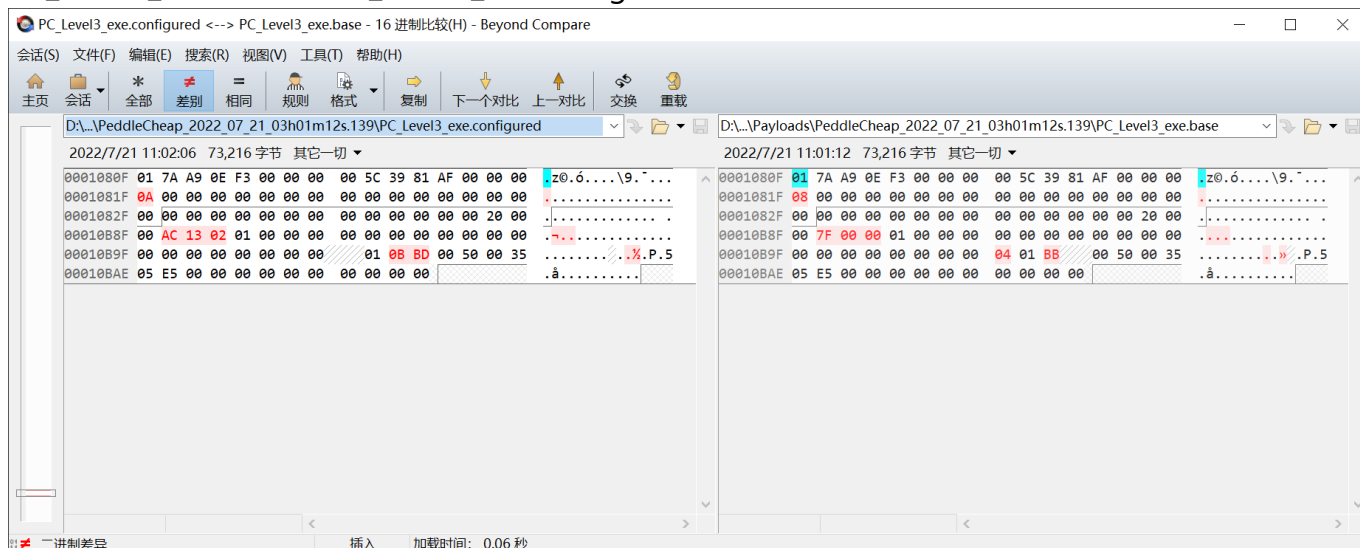 PC_Level3_exe.configured <--> PC_Level3_exe.base - 16 进制比较(H) - Beyond Compare
会话(S) 文件(F) 编辑(E) 搜索(R) 视图(V) 工具(T) 帮助(H)
主页 会话 全部 差别 相同 规则 格式 复制 下一个对比 上一对比 交换 重载
D:\...\PeddleCheap_2022_07_21_03h01m12s.139\PC_Level3_exe.configured
2022/7/21 11:02:06 73,216 字节 其它一切
0001080F 01 7A A9 0E F3 00 00 00 00 5C 39 81 AF 00 00 00 .z©.ó....\9.¯...
0001081F 0A 00 00 00 00 00 00 00 00 00 00 00 00 00 00 00 ................
0001082F 00 00 00 00 00 00 00 00 00 00 00 00 00 00 20 00 .............. .
00010B8F 00 AC 13 02 01 00 00 00 00 00 00 00 00 00 00 00 .¬..............
00010B9F 00 00 00 00 00 00 00 00 01 0B BD 00 50 00 35 ..........½.P.5
00010BAE 05 E5 00 00 00 00 00 00 00 00 00 00 00 .å...........
D:\...\Payloads\PeddleCheap_2022_07_21_03h01m12s.139\PC_Level3_exe.base
2022/7/21 11:01:12 73,216 字节 其它一切
0001080F 01 7A A9 0E F3 00 00 00 00 5C 39 81 AF 00 00 00 .z©.ó....\9.¯...
0001081F 08 00 00 00 00 00 00 00 00 00 00 00 00 00 00 00 ................
0001082F 00 00 00 00 00 00 00 00 00 00 00 00 00 00 20 00 .............. .
00010B8F 00 7F 00 00 01 00 00 00 00 00 00 00 00 00 00 00 ................
00010B9F 00 00 00 00 00 00 00 00 04 01 BB 00 50 00 35 ..........».P.5
00010BAE 05 E5 00 00 00 00 00 00 00 00 00 00 00 .å...........
二进制差异 插入 加载时间: 0.06 秒